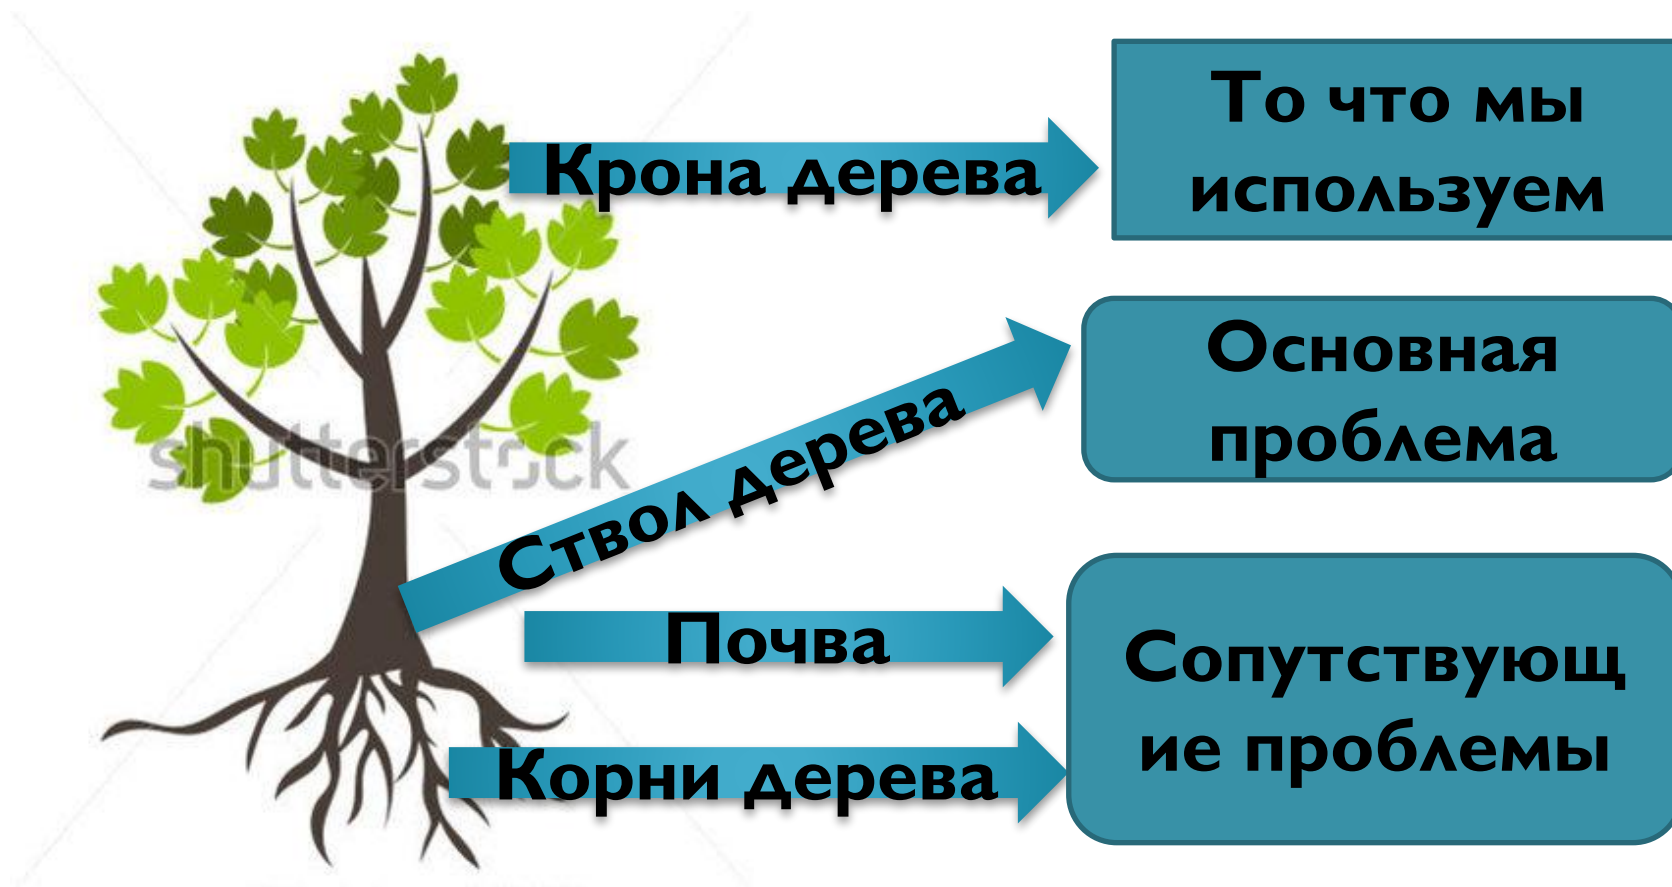 Крона дерева
То что мы
используем
Ствол дерева
Основная
проблема
shutterstock
Почва
Корни дерева
Сопутствующ
ие проблемы